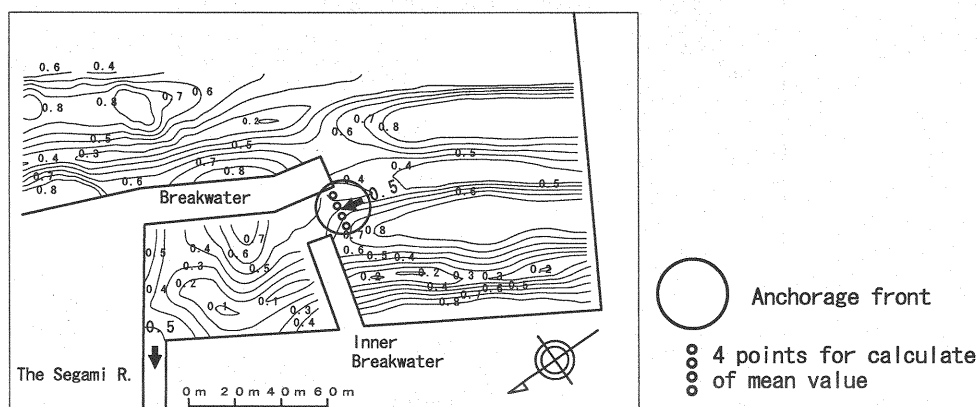 0.6 0.4
0.8 0.8 0.7 0.6
0.2 0.6 0.7 0.8
0.5 0.5
0.4 0.3 0.7 0.4 0.5
0.7 0.6 0.8 0.4 0.5
0.8 0.5 0.6
Breakwater
0.7 0.7 0.8
0.5 0.4 0.6 0.6 0.5 0.4
0.3 0.5
0.4 0.2 0.2 0.2 0.3 0.3 0.2
0.1 0.1 0.4 0.6 0.5
0.3 0.8 0.7
0.5 0.4
Anchorage front
Inner
Breakwater
The Segami R.
0m 20m 40m 60m
4 points for calculate
of mean value